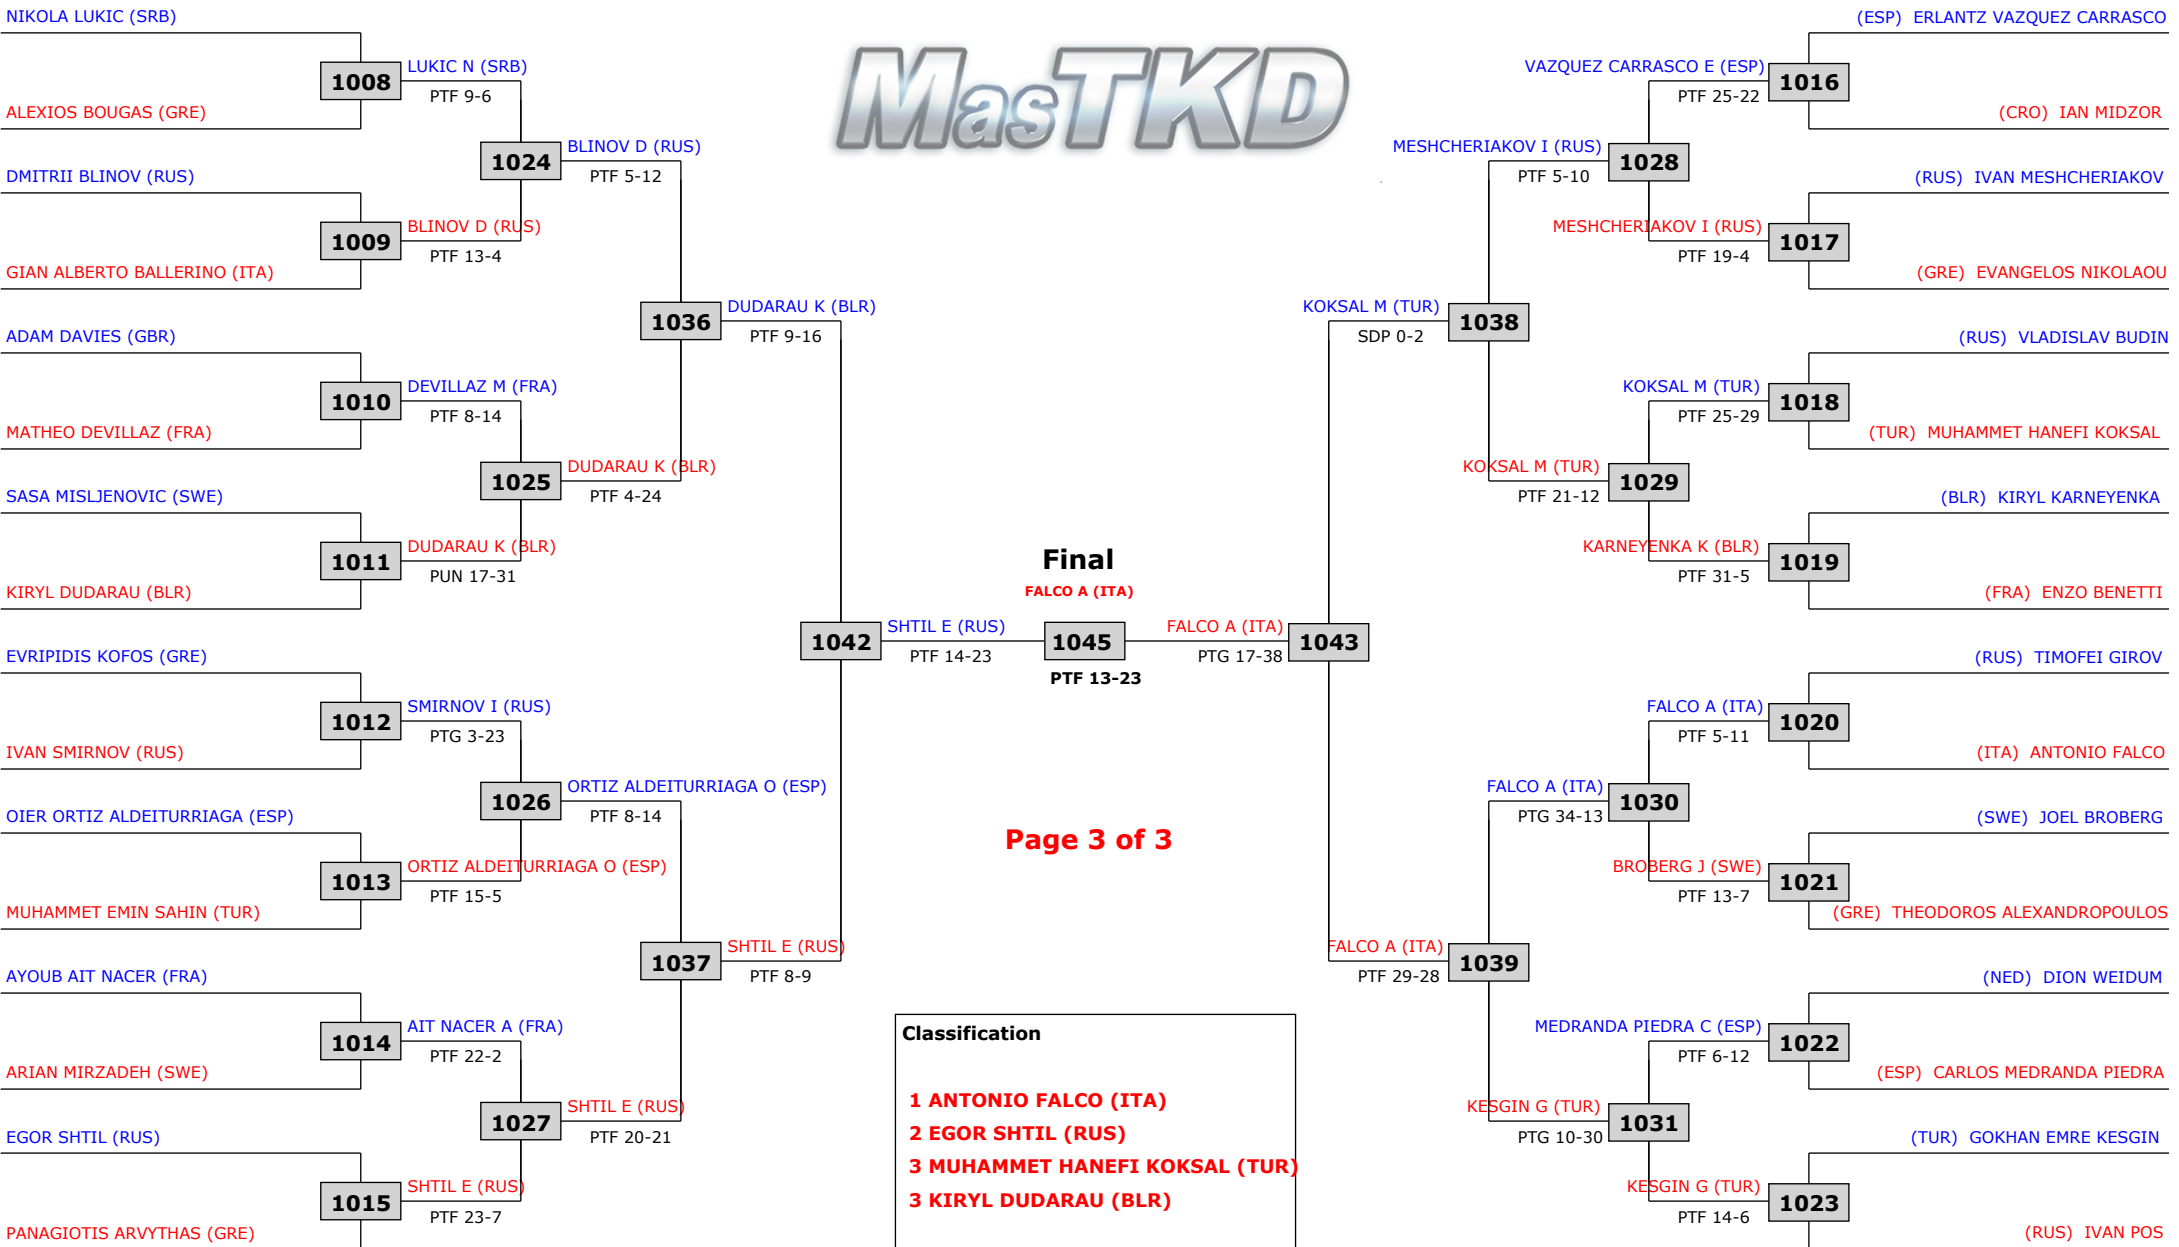 NIKOLA LUKIC (SRB)
1008
LUKIC N (SRB)
PTF 9-6
ALEXIOS BOUGAS (GRE)
1024
BLINOV D (RUS)
PTF 5-12
DMITRII BLINOV (RUS)
1009
BLINOV D (RUS)
PTF 13-4
GIAN ALBERTO BALLERINO (ITA)
1036
DUDARAU K (BLR)
PTF 9-16
ADAM DAVIES (GBR)
1010
DEVILLAZ M (FRA)
PTF 8-14
MATHEO DEVILLAZ (FRA)
1025
DUDARAU K (BLR)
PTF 4-24
SASA MISLJENOVIC (SWE)
1011
DUDARAU K (BLR)
PUN 17-31
KIRYL DUDARAU (BLR)
1042
SHTIL E (RUS)
PTF 14-23
EVRIPIDIS KOFOS (GRE)
1012
SMIRNOV I (RUS)
PTG 3-23
IVAN SMIRNOV (RUS)
1026
ORTIZ ALDEITURRIAGA O (ESP)
PTF 8-14
OIER ORTIZ ALDEITURRIAGA (ESP)
1013
ORTIZ ALDEITURRIAGA O (ESP)
PTF 15-5
MUHAMMET EMIN SAHIN (TUR)
1037
SHTIL E (RUS)
PTF 8-9
AYOUB AIT NACER (FRA)
1014
AIT NACER A (FRA)
PTF 22-2
ARIAN MIRZADEH (SWE)
1027
SHTIL E (RUS)
PTF 20-21
EGOR SHTIL (RUS)
1015
SHTIL E (RUS)
PTF 23-7
PANAGIOTIS ARVYTHAS (GRE)
MasTKD
Final
FALCO A (ITA)
1045
PTF 13-23
Page 3 of 3
Classification
1 ANTONIO FALCO (ITA)
2 EGOR SHTIL (RUS)
3 MUHAMMET HANEFI KOKSAL (TUR)
3 KIRYL DUDARAU (BLR)
(ESP) ERLANTZ VAZQUEZ CARRASCO
VAZQUEZ CARRASCO E (ESP)
1016
PTF 25-22
(CRO) IAN MIDZOR
MESHCHERIAKOV I (RUS)
1028
PTF 5-10
(RUS) IVAN MESHCHERIAKOV
MESHCHERIAKOV I (RUS)
1017
PTF 19-4
(GRE) EVANGELOS NIKOLAOU
KOKSAL M (TUR)
1038
SDP 0-2
(RUS) VLADISLAV BUDIN
KOKSAL M (TUR)
1018
PTF 25-29
(TUR) MUHAMMET HANEFI KOKSAL
KOKSAL M (TUR)
1029
PTF 21-12
(BLR) KIRYL KARNEYENKA
KARNEYENKA K (BLR)
1019
PTF 31-5
(FRA) ENZO BENETTI
FALCO A (ITA)
1043
PTG 17-38
(RUS) TIMOFEI GIROV
FALCO A (ITA)
1020
PTF 5-11
(ITA) ANTONIO FALCO
FALCO A (ITA)
1030
PTG 34-13
(SWE) JOEL BROBERG
BROBERG J (SWE)
1021
PTF 13-7
(GRE) THEODOROS ALEXANDROPOULOS
FALCO A (ITA)
1039
PTF 29-28
(NED) DION WEIDUM
MEDRANDA PIEDRA C (ESP)
1022
PTF 6-12
(ESP) CARLOS MEDRANDA PIEDRA
KESGIN G (TUR)
1031
PTG 10-30
(TUR) GOKHAN EMRE KESGIN
KESGIN G (TUR)
1023
PTF 14-6
(RUS) IVAN POS